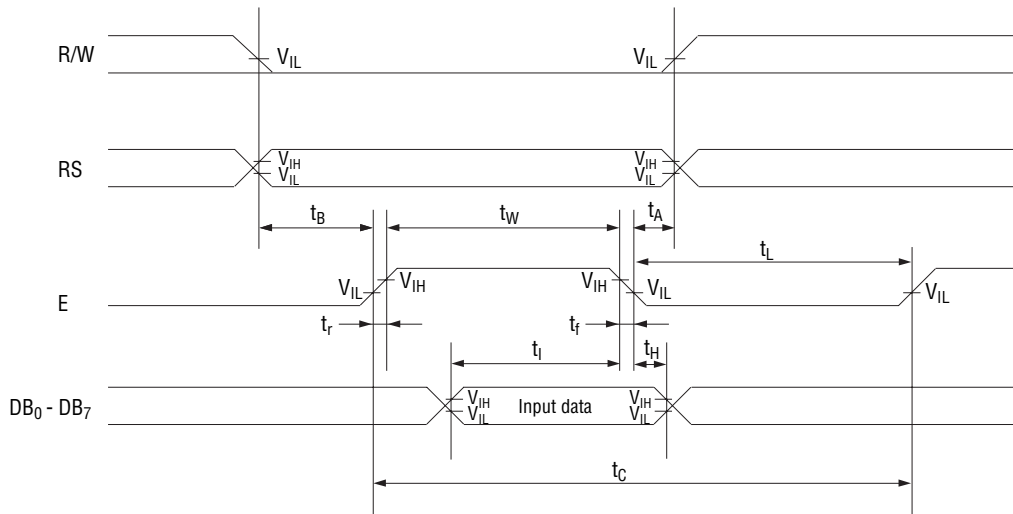 R/W V_IL V_IL
RS V_IH V_IH
V_IL V_IL
t_B t_W t_A
t_L
E V_IL V_IH V_IH V_IL V_IL
t_r t_f
t_I t_H
DB_0 - DB_7 V_IH Input data V_IH
V_IL V_IL
t_C